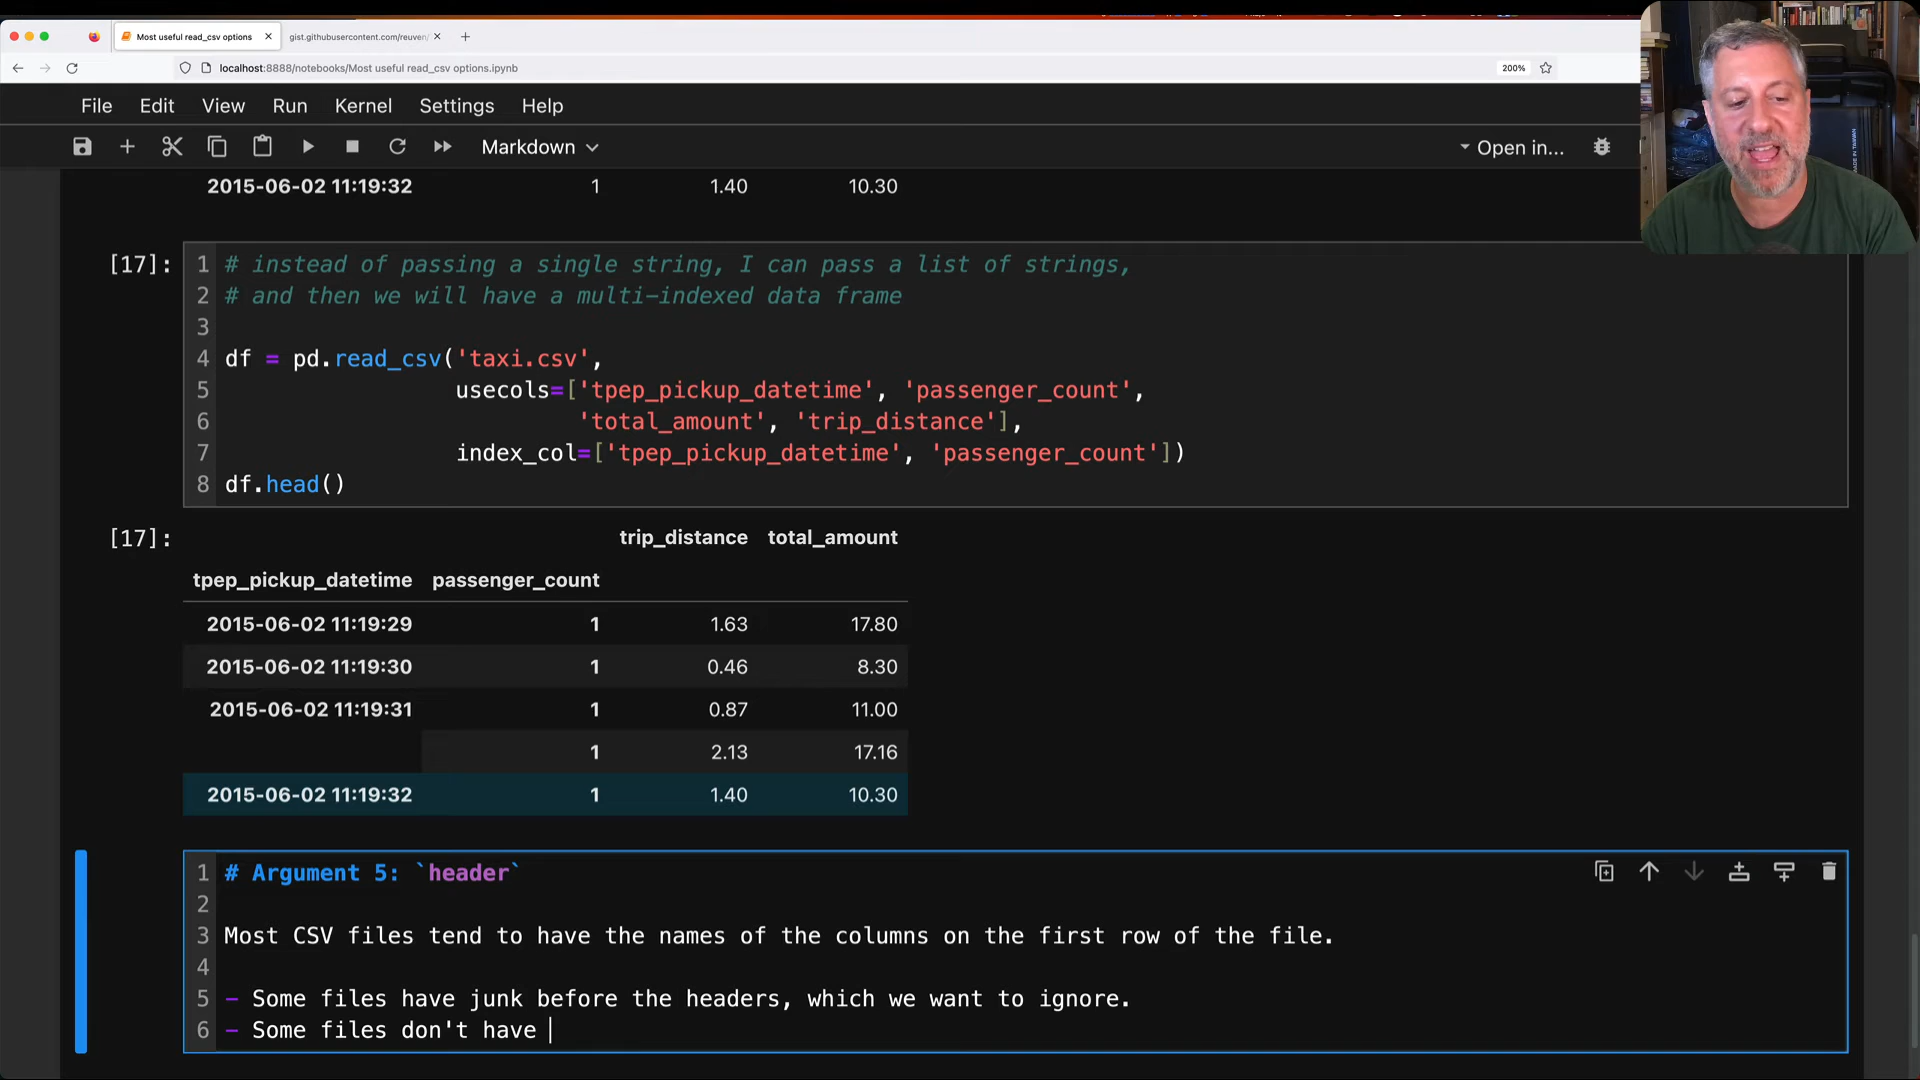 Most useful read_csv options
gist.githubusercontent.com/reuven/
localhost:8888/notebooks/Most useful read_csv options.ipynb
200%
File Edit View Run Kernel Settings Help
Markdown
Open in...
2015-06-02 11:19:32 1 1.40 10.30
[17]:
1 # instead of passing a single string, I can pass a list of strings,
2 # and then we will have a multi-indexed data frame
3
4 df = pd.read_csv('taxi.csv',
5 usecols=['tpep_pickup_datetime', 'passenger_count',
6 'total_amount', 'trip_distance'],
7 index_col=['tpep_pickup_datetime', 'passenger_count'])
8 df.head()
[17]:
trip_distance total_amount
tpep_pickup_datetime passenger_count
2015-06-02 11:19:29 1 1.63 17.80
2015-06-02 11:19:30 1 0.46 8.30
2015-06-02 11:19:31 1 0.87 11.00
1 2.13 17.16
2015-06-02 11:19:32 1 1.40 10.30
1 # Argument 5: `header`
2
3 Most CSV files tend to have the names of the columns on the first row of the file.
4
5 - Some files have junk before the headers, which we want to ignore.
6 - Some files don't have
MADE IN TAIWAN